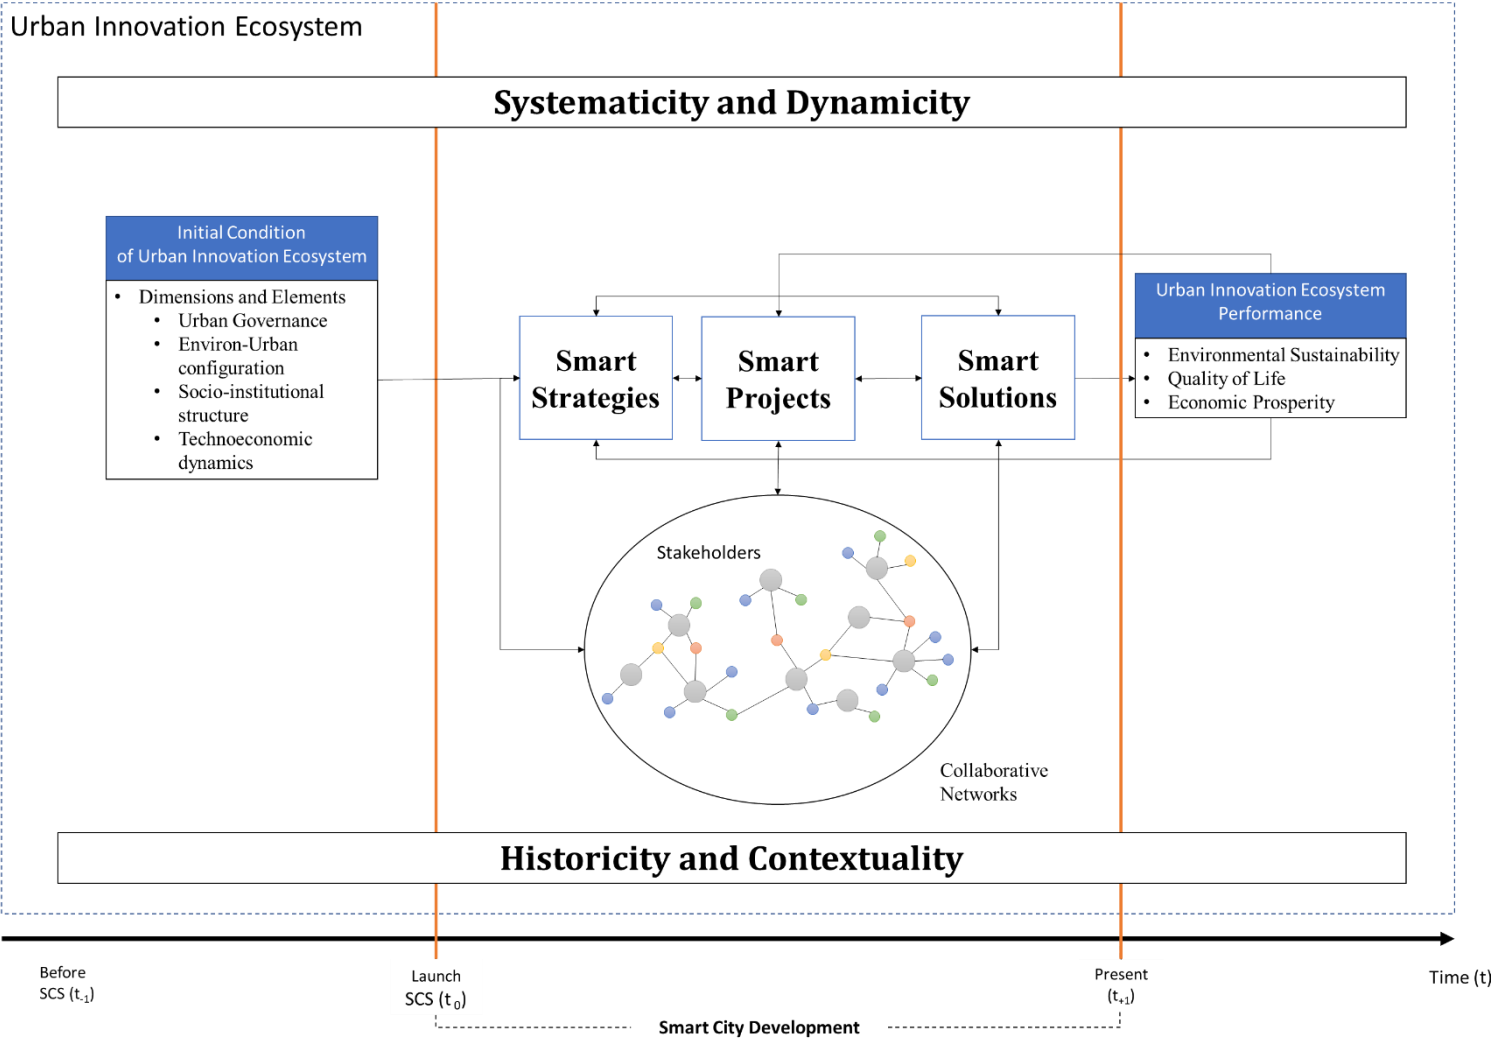 Urban Innovation Ecosystem
Systematicity and Dynamicity
Initial Condition
of Urban Innovation Ecosystem
• Dimensions and Elements
• Urban Governance
• Environ-Urban
configuration
• Socio-institutional
structure
• Technoeconomic
dynamics
Smart
Strategies
Smart
Projects
Smart
Solutions
Urban Innovation Ecosystem
Performance
• Environmental Sustainability
• Quality of Life
• Economic Prosperity
Stakeholders
Collaborative
Networks
Historicity and Contextuality
Before
SCS (t-1)
Launch
SCS (t0)
Present
(t+1)
Time (t)
Smart City Development